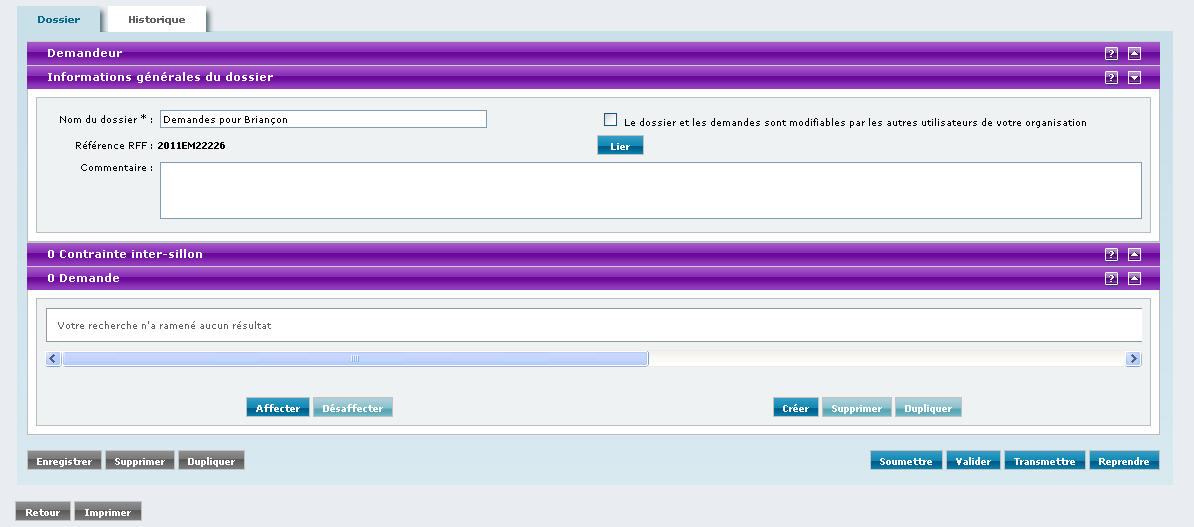 Dossier Historique
Demandeur ?
Informations générales du dossier ?
Nom du dossier * : Demandes pour Briançon Le dossier et les demandes sont modifiables par les autres utilisateurs de votre organisation
Référence RFF : 2011EM22226 Lier
Commentaire :
0 Contrainte inter-sillon ?
0 Demande ?
Votre recherche n'a ramené aucun résultat
Affecter Désaffecter Créer Supprimer Dupliquer
Enregistrer Supprimer Dupliquer Soumettre Valider Transmettre Reprendre
Retour Imprimer